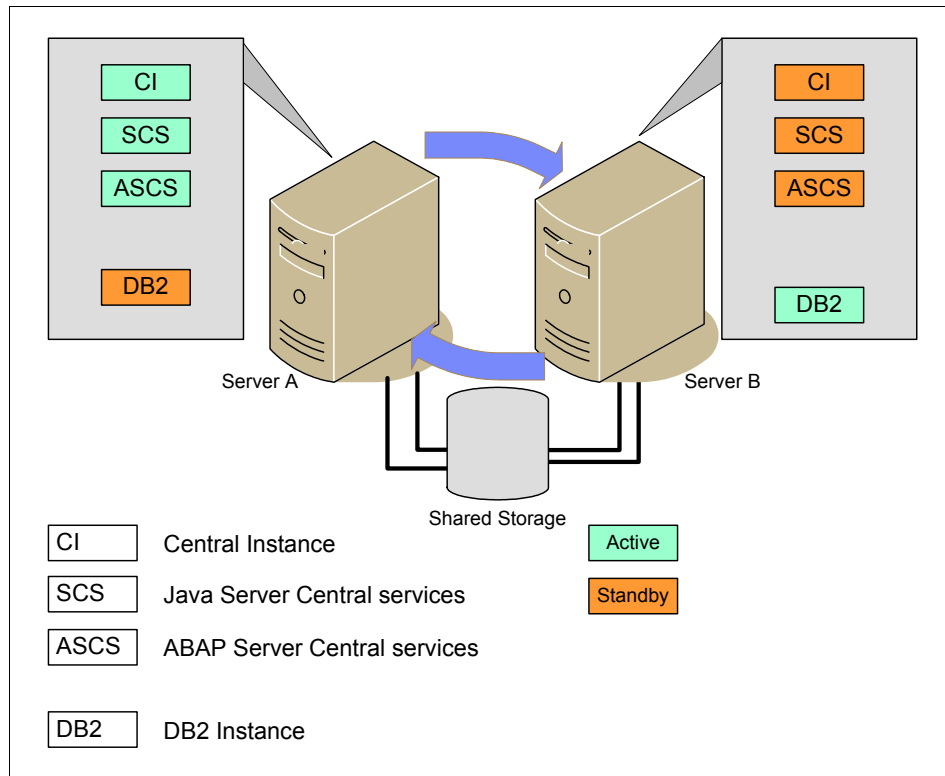 CI
SCS
ASCS
DB2
CI
SCS
ASCS
DB2
Server A
Server B
Shared Storage
CI Central Instance
Active
SCS Java Server Central services
Standby
ASCS ABAP Server Central services
DB2 DB2 Instance